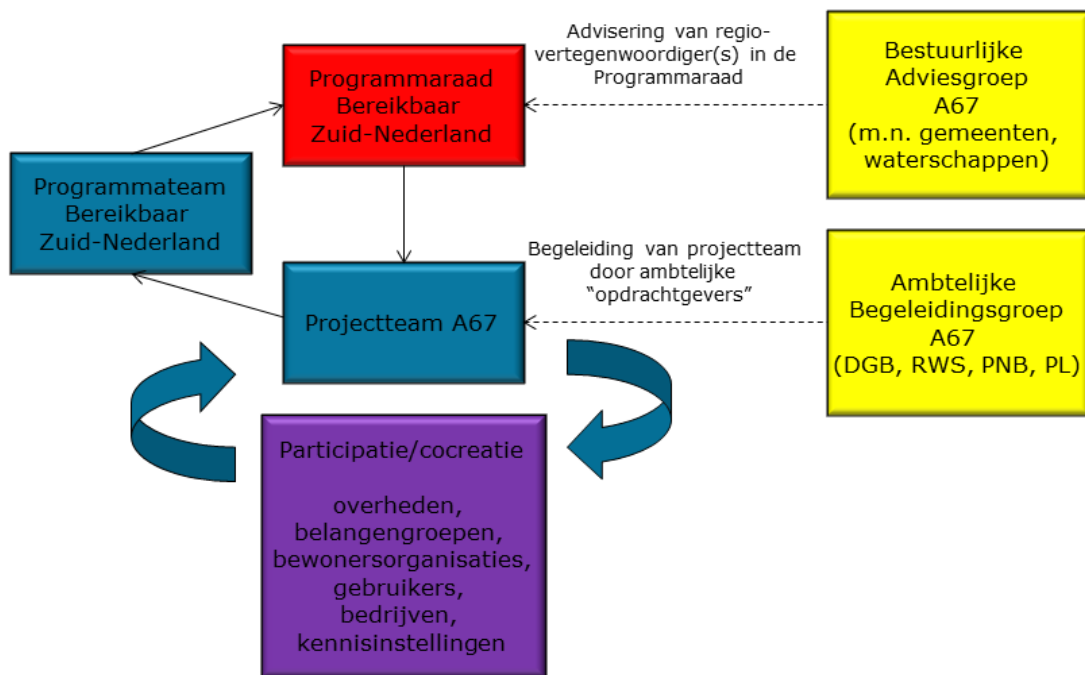 Programmaraad
Bereikbaar
Zuid-Nederland
Advisering van regio-
vertegenwoordiger(s) in de
Programmaraad
Bestuurlijke
Adviesgroep
A67
(m.n. gemeenten,
waterschappen)
Programmateam
Bereikbaar
Zuid-Nederland
Projectteam A67
Begeleiding van projectteam
door ambtelijke
“opdrachtgevers”
Ambtelijke
Begeleidingsgroep
A67
(DGB, RWS, PNB, PL)
Participatie/cocreatie
overheden,
belangengroepen,
bewonersorganisaties,
gebruikers,
bedrijven,
kennisinstellingen